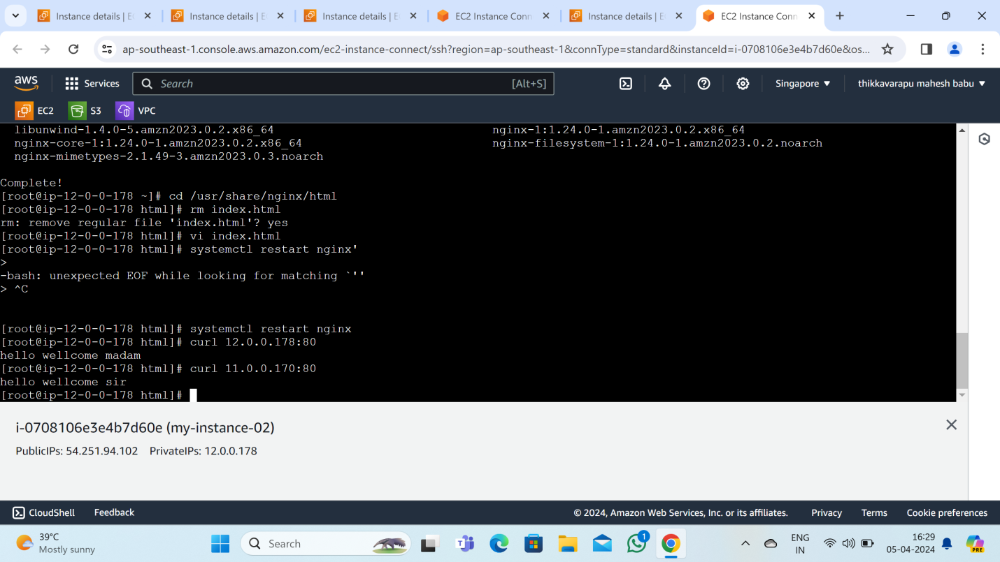 Instance details | E
Instance details | E
Instance details | E
EC2 Instance Conn
Instance details | E
EC2 Instance Conn
ap-southeast-1.console.aws.amazon.com/ec2-instance-connect/ssh?region=ap-southeast-1&connType=standard&instanceId=i-0708106e3e4b7d60e&os...
aws
Services
Search
[Alt+S]
Singapore
thikkavarapu mahesh babu
EC2
S3
VPC
libunwind-1.4.0-5.amzn2023.0.2.x86_64 nginx-1:1.24.0-1.amzn2023.0.2.x86_64
nginx-core-1:1.24.0-1.amzn2023.0.2.x86_64 nginx-filesystem-1:1.24.0-1.amzn2023.0.2.noarch
nginx-mimetypes-2.1.49-3.amzn2023.0.3.noarch
Complete!
[root@ip-12-0-0-178 ~]# cd /usr/share/nginx/html
[root@ip-12-0-0-178 html]# rm index.html
rm: remove regular file 'index.html'? yes
[root@ip-12-0-0-178 html]# vi index.html
[root@ip-12-0-0-178 html]# systemctl restart nginx'
>
-bash: unexpected EOF while looking for matching `''
> ^C
[root@ip-12-0-0-178 html]# systemctl restart nginx
[root@ip-12-0-0-178 html]# curl 12.0.0.178:80
hello wellcome madam
[root@ip-12-0-0-178 html]# curl 11.0.0.170:80
hello wellcome sir
[root@ip-12-0-0-178 html]#
i-0708106e3e4b7d60e (my-instance-02)
PublicIPs: 54.251.94.102 PrivateIPs: 12.0.0.178
CloudShell
Feedback
© 2024, Amazon Web Services, Inc. or its affiliates.
Privacy
Terms
Cookie preferences
39°C
Mostly sunny
Search
1
ENG
IN
16:29
05-04-2024
PRE